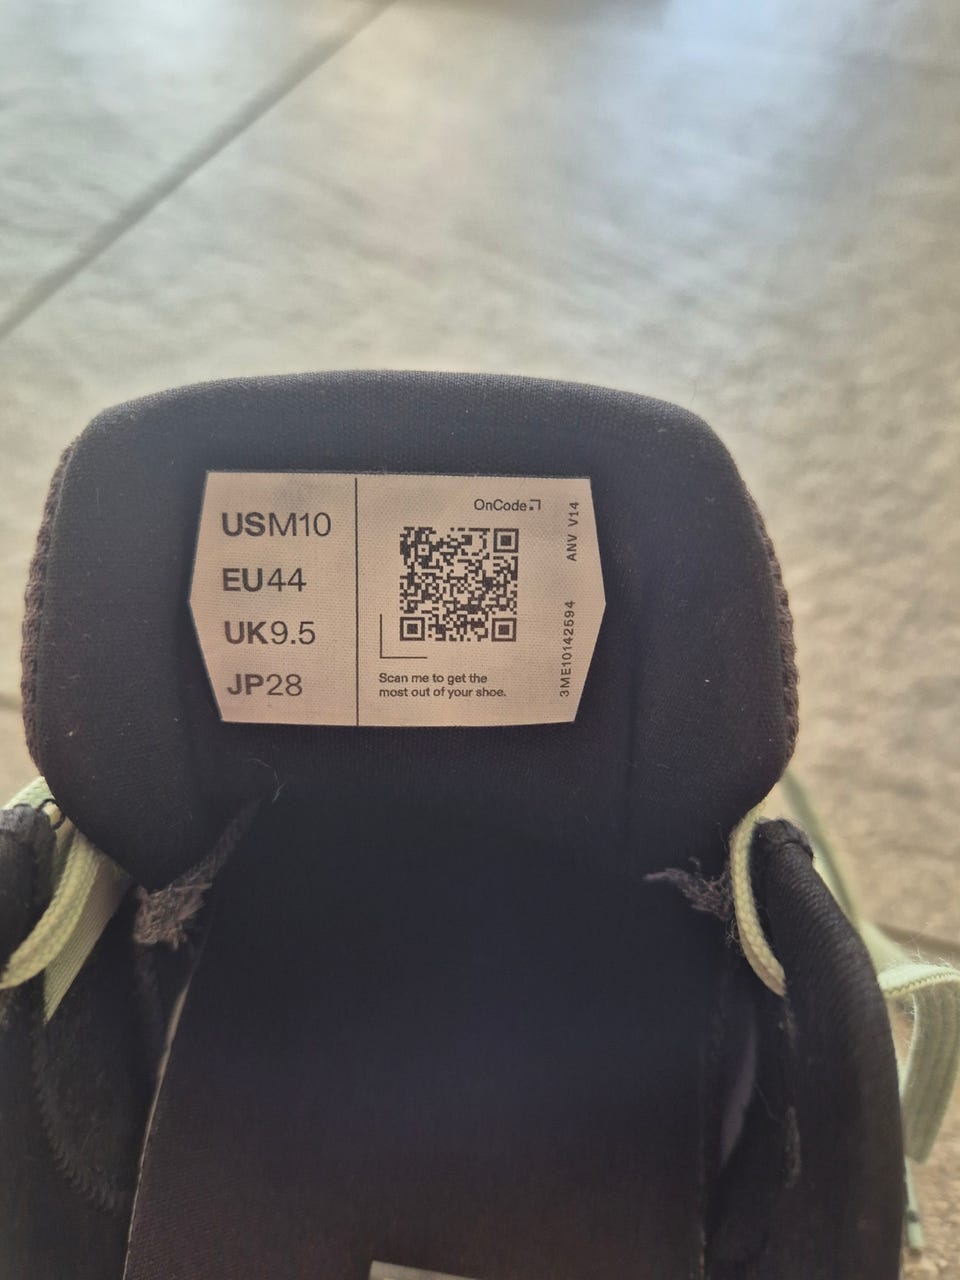 USM10
EU44
UK9.5
JP28
OnCode
Scan me to get the
most out of your shoe.
3ME10142594 ANV V14